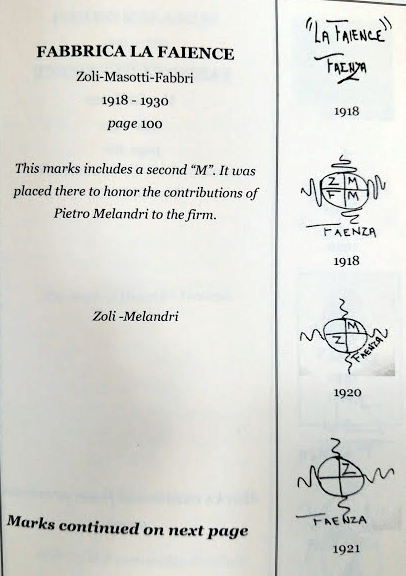 FABBRICA LA FAIENCE
Zoli-Masotti-Fabbri
1918 - 1930
page 100
This marks includes a second “M”. It was
placed there to honor the contributions of
Pietro Melandri to the firm.
Zoli -Melandri
Marks continued on next page
"LA FAIENCE"
FAENZA
1918
Z M
F M
FAENZA
1918
M
Z
FAENZA
1920
Z
FAENZA
1921